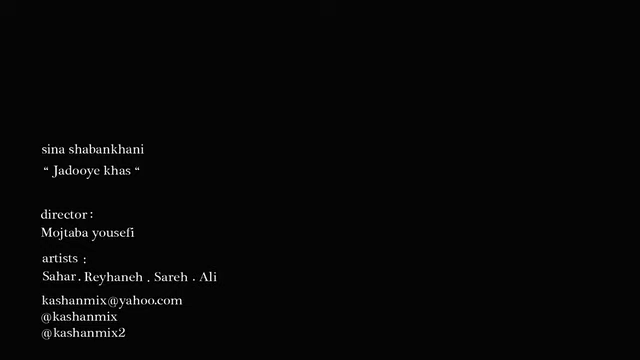 sina shabankhani
“ Jadooye khas “
director :
Mojtaba yousefi
artists :
Sahar . Reyhaneh . Sareh . Ali
kashanmix@yahoo.com
@kashanmix
@kashanmix2